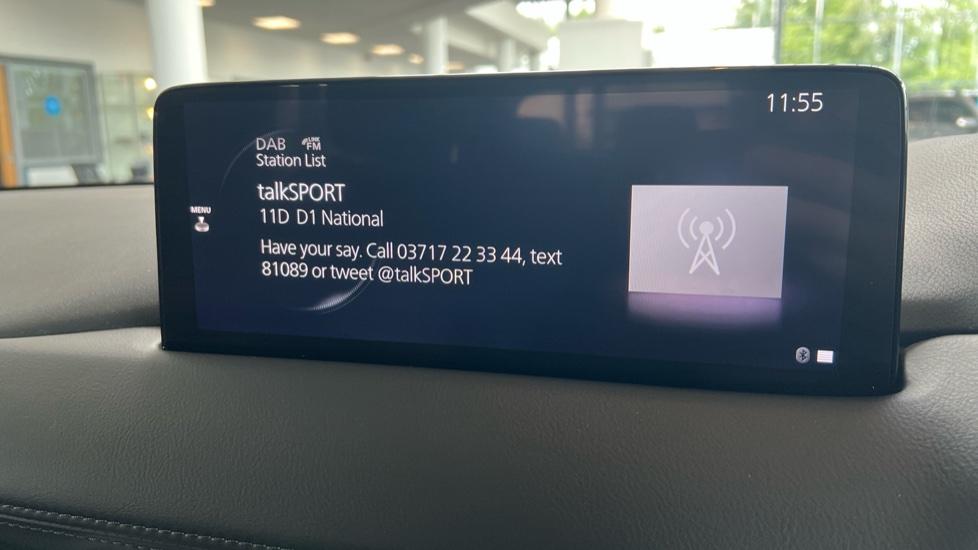 11:55
DAB LINK FM
Station List
talkSPORT
MENU
11D D1 National
Have your say. Call 03717 22 33 44, text
81089 or tweet @talkSPORT